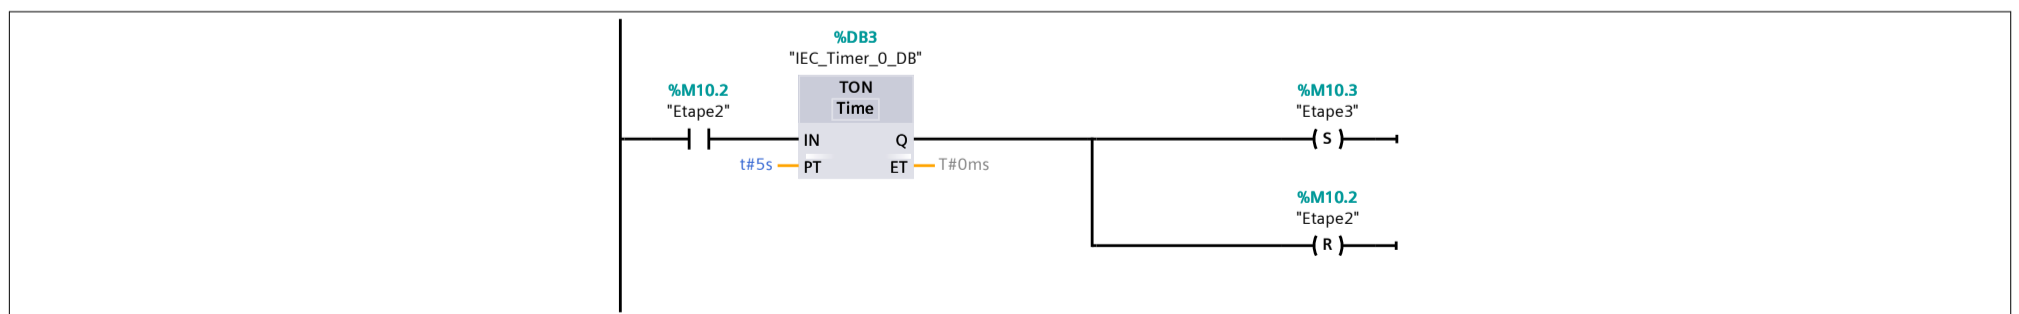 %DB3
"IEC_Timer_0_DB"
%M10.2
"Etape2"
TON
Time
%M10.3
"Etape3"
IN
Q
S
t#5s
PT
ET
T#0ms
%M10.2
"Etape2"
R